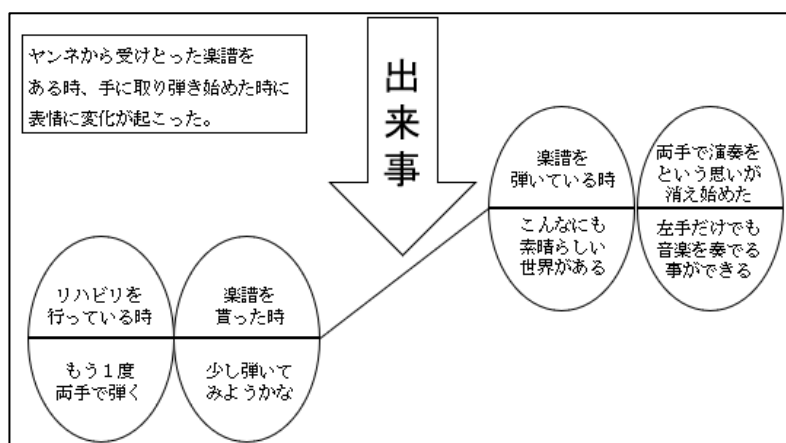 ヤンネから受けとった楽譜を
ある時、手に取り弾き始めた時に
表情に変化が起こった。
出来事
リハビリを
行っている時
もう１度
両手で弾く
楽譜を
貰った時
少し弾いて
みようかな
楽譜を
弾いている時
こんなにも
素晴らしい
世界がある
両手で演奏を
という思いが
消え始めた
左手だけでも
音楽を奏でる
事ができる